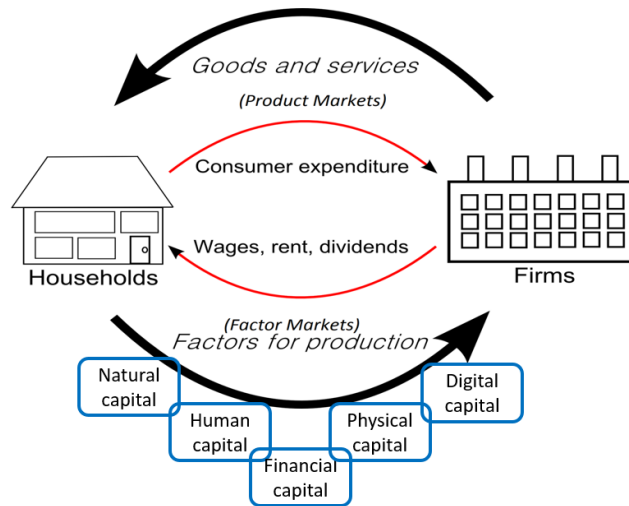 Goods and services
(Product Markets)
Consumer expenditure
Wages, rent, dividends
Households
Firms
(Factor Markets)
Factors for production
Natural
capital
Human
capital
Financial
capital
Physical
capital
Digital
capital